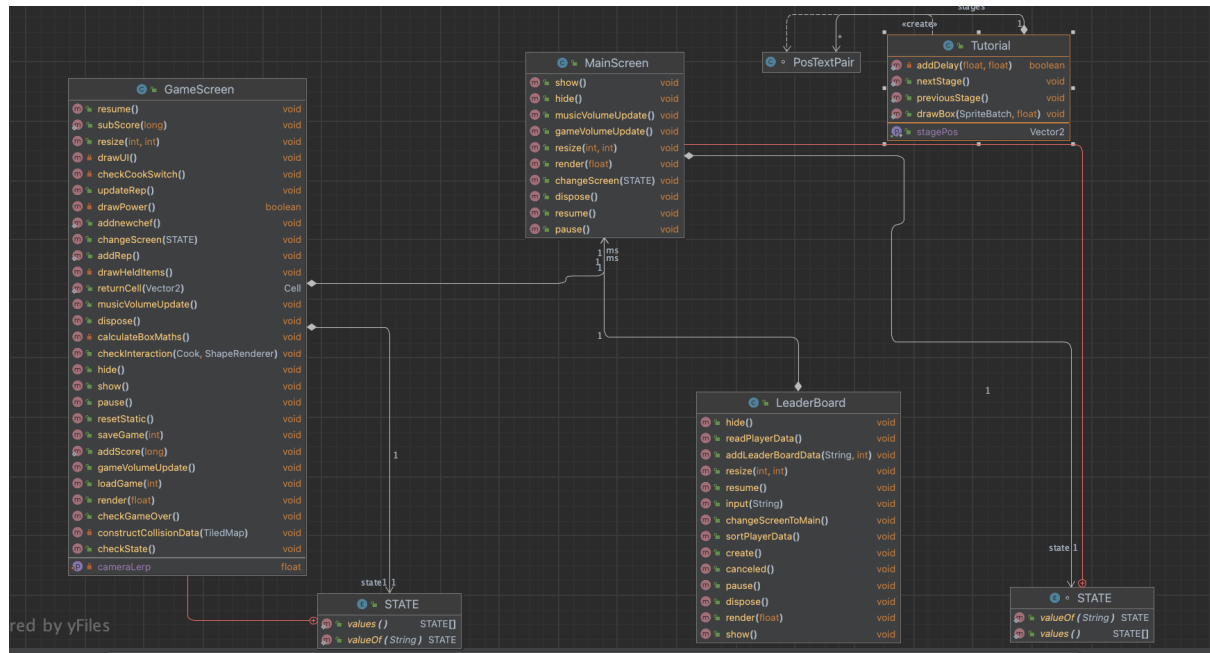 stages
«create»
1
*
Tutorial
addDelay(float, float) boolean
nextStage() void
previousStage() void
drawBox(SpriteBatch, float) void
stagePos Vector2
PosTextPair
MainScreen
show() void
hide() void
musicVolumeUpdate() void
gameVolumeUpdate() void
resize(int, int) void
render(float) void
changeScreen(STATE) void
dispose() void
resume() void
pause() void
GameScreen
resume() void
subScore(long) void
resize(int, int) void
drawUI() void
checkCookSwitch() void
updateRep() void
drawPower() boolean
addnewchef() void
changeScreen(STATE) void
addRep() void
drawHeldItems() void
returnCell(Vector2) Cell
musicVolumeUpdate() void
dispose() void
calculateBoxMaths() void
checkInteraction(Cook, ShapeRenderer) void
hide() void
show() void
pause() void
resetStatic() void
saveGame(int) void
addScore(long) void
gameVolumeUpdate() void
loadGame(int) void
render(float) void
checkGameOver() void
constructCollisionData(TiledMap) void
checkState() void
cameraLerp float
1 ms
1 ms
1
1
1
state1 1
STATE
values () STATE[]
valueOf (String) STATE
LeaderBoard
hide() void
readPlayerData() void
addLeaderBoardData(String, int) void
resize(int, int) void
resume() void
input(String) void
changeScreenToMain() void
sortPlayerData() void
create() void
canceled() void
pause() void
dispose() void
render(float) void
show() void
1
state 1
STATE
valueOf (String) STATE
values () STATE[]
red by yFiles